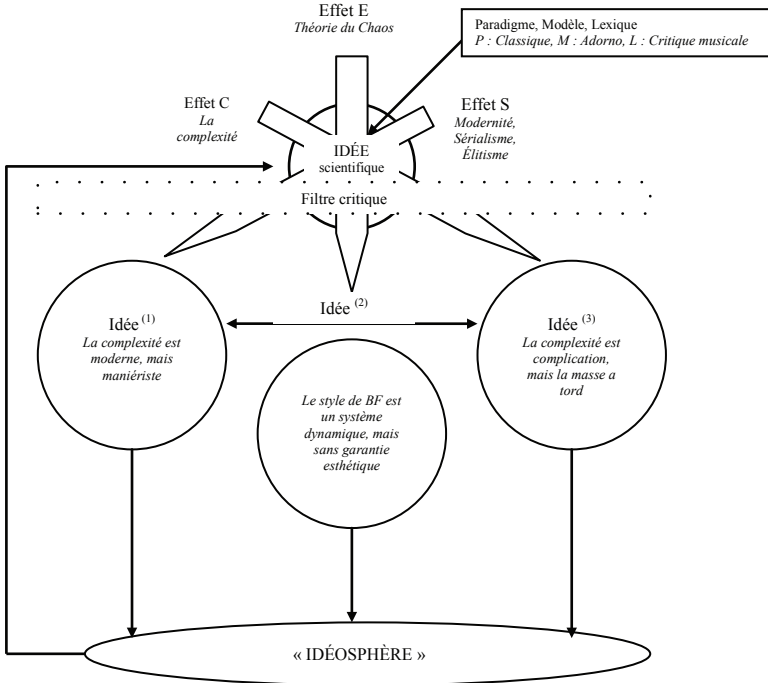 Effet E
Théorie du Chaos
Paradigme, Modèle, Lexique
P : Classique, M : Adorno, L : Critique musicale
Effet C
La
complexité
Effet S
Modernité,
Sérialisme,
Élitisme
IDÉE
scientifique
Filtre critique
Idée (1)
La complexité est
moderne, mais
maniériste
Idée (2)
Le style de BF est
un système
dynamique, mais
sans garantie
esthétique
Idée (3)
La complexité est
complication,
mais la masse a
tord
« IDÉOSPHÈRE »